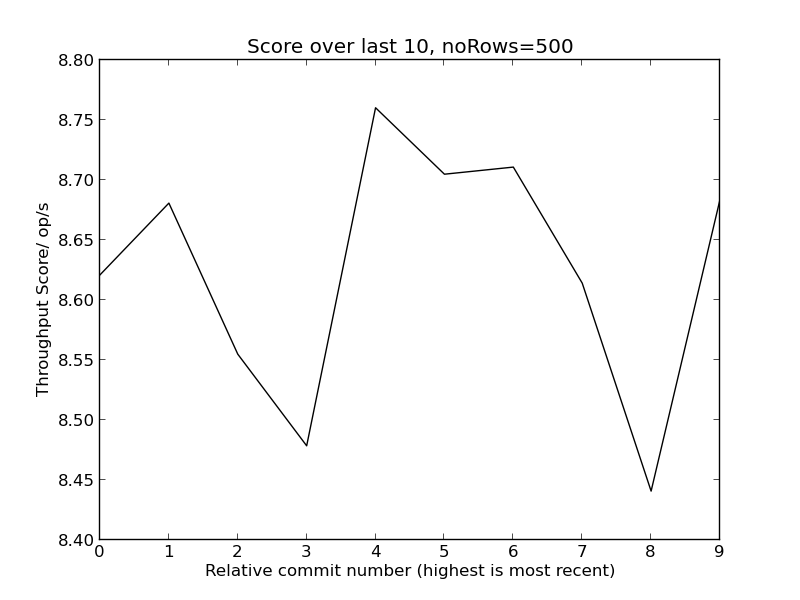 Score over last 10, noRows=500
8.80
8.75
8.70
8.65
8.60
8.55
8.50
8.45
8.40
Throughput Score/ op/s
0 1 2 3 4 5 6 7 8 9
Relative commit number (highest is most recent)